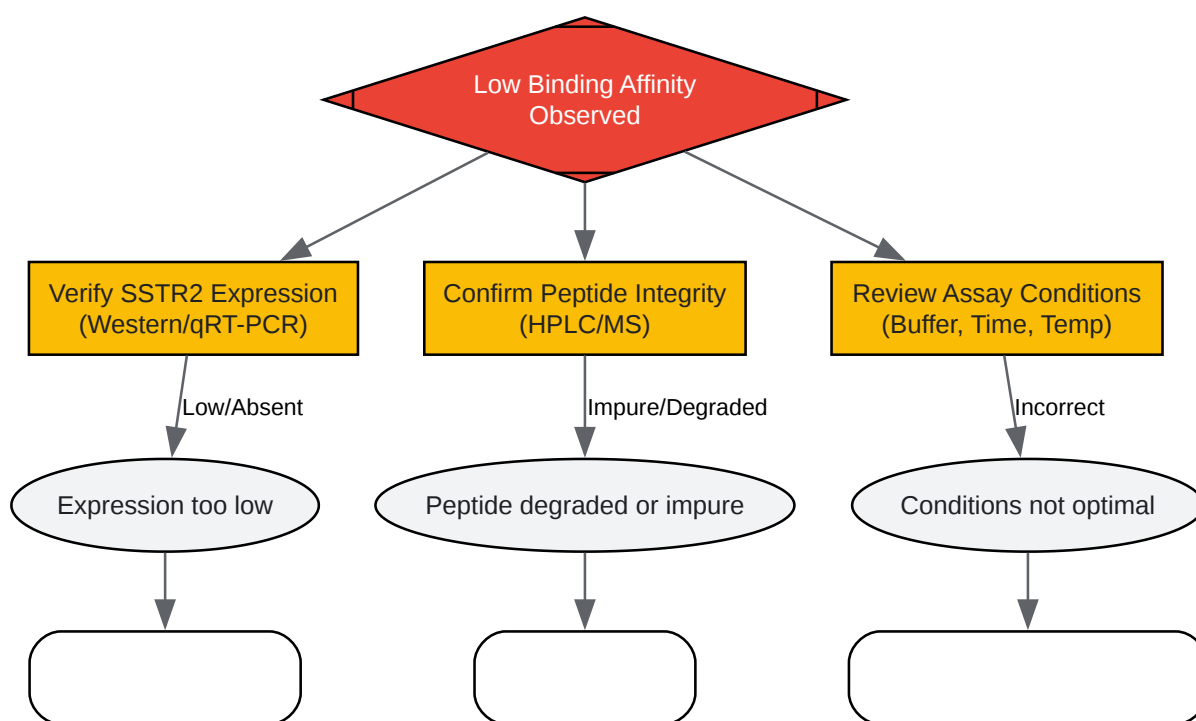 Low Binding Affinity
Observed
Verify SSTR2 Expression
(Western/qRT-PCR)
Confirm Peptide Integrity
(HPLC/MS)
Review Assay Conditions
(Buffer, Time, Temp)
Low/Absent
Impure/Degraded
Incorrect
Expression too low
Peptide degraded or impure
Conditions not optimal